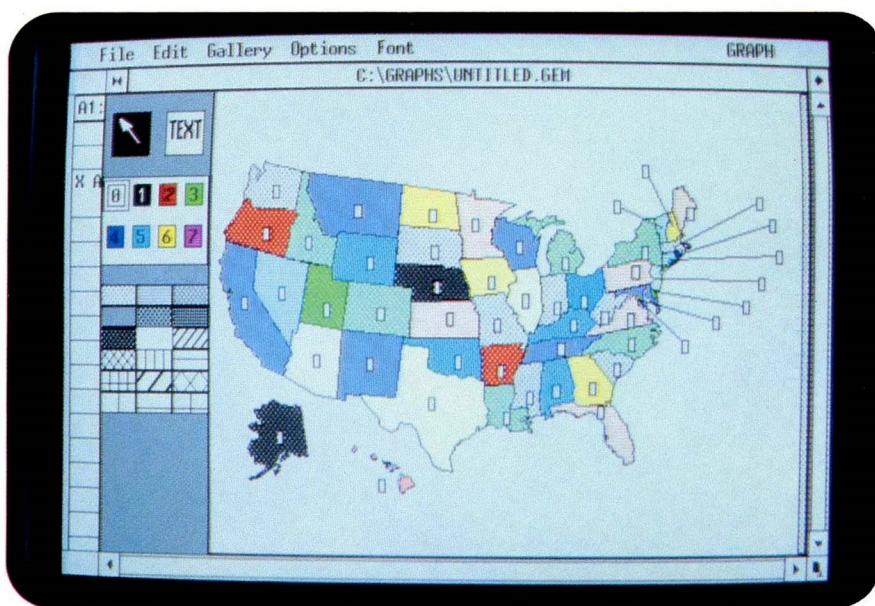 File Edit Gallery Options Font GRAPH
C:\GRAPHS\UNTITLED.GEM
A1:
TEXT
X A
0 1 2 3
4 5 6 7